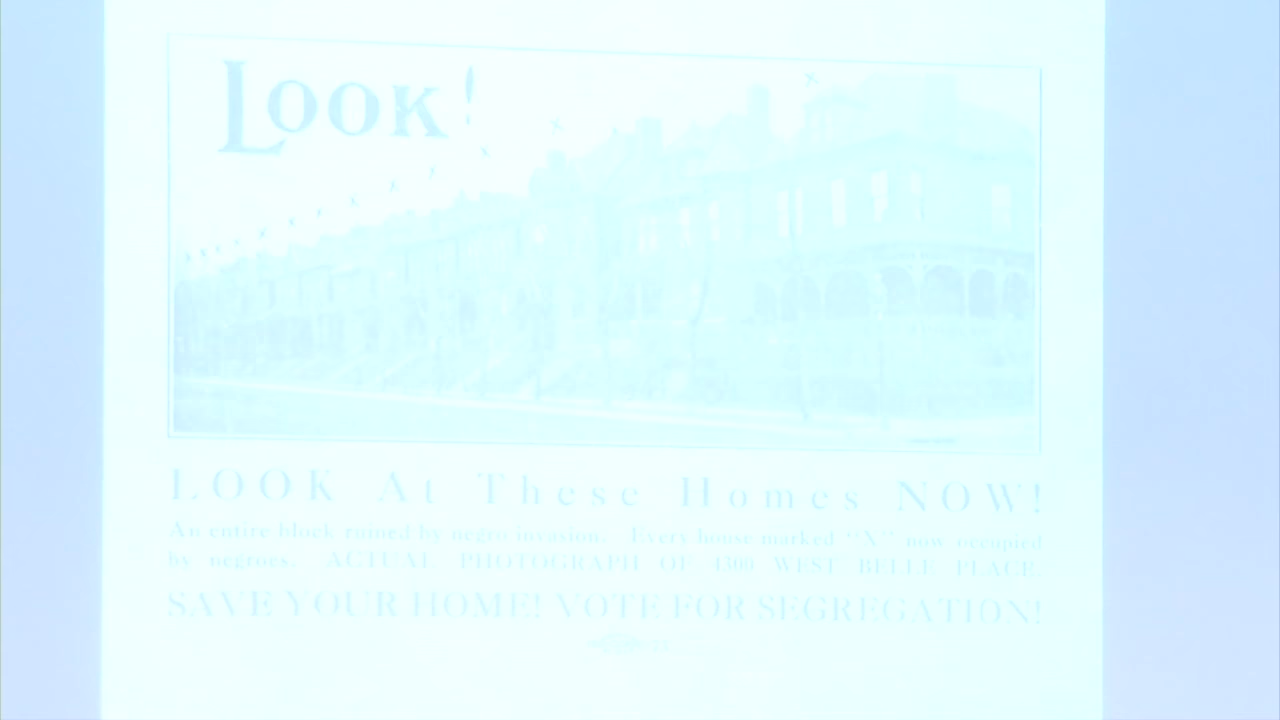 LOOK!
LOOK At These Homes NOW!
An entire block ruined by negro invasion. Every house marked "X" now occupied
by negroes. ACTUAL PHOTOGRAPH OF 4300 WEST BELLE PLACE.
SAVE YOUR HOME! VOTE FOR SEGREGATION!